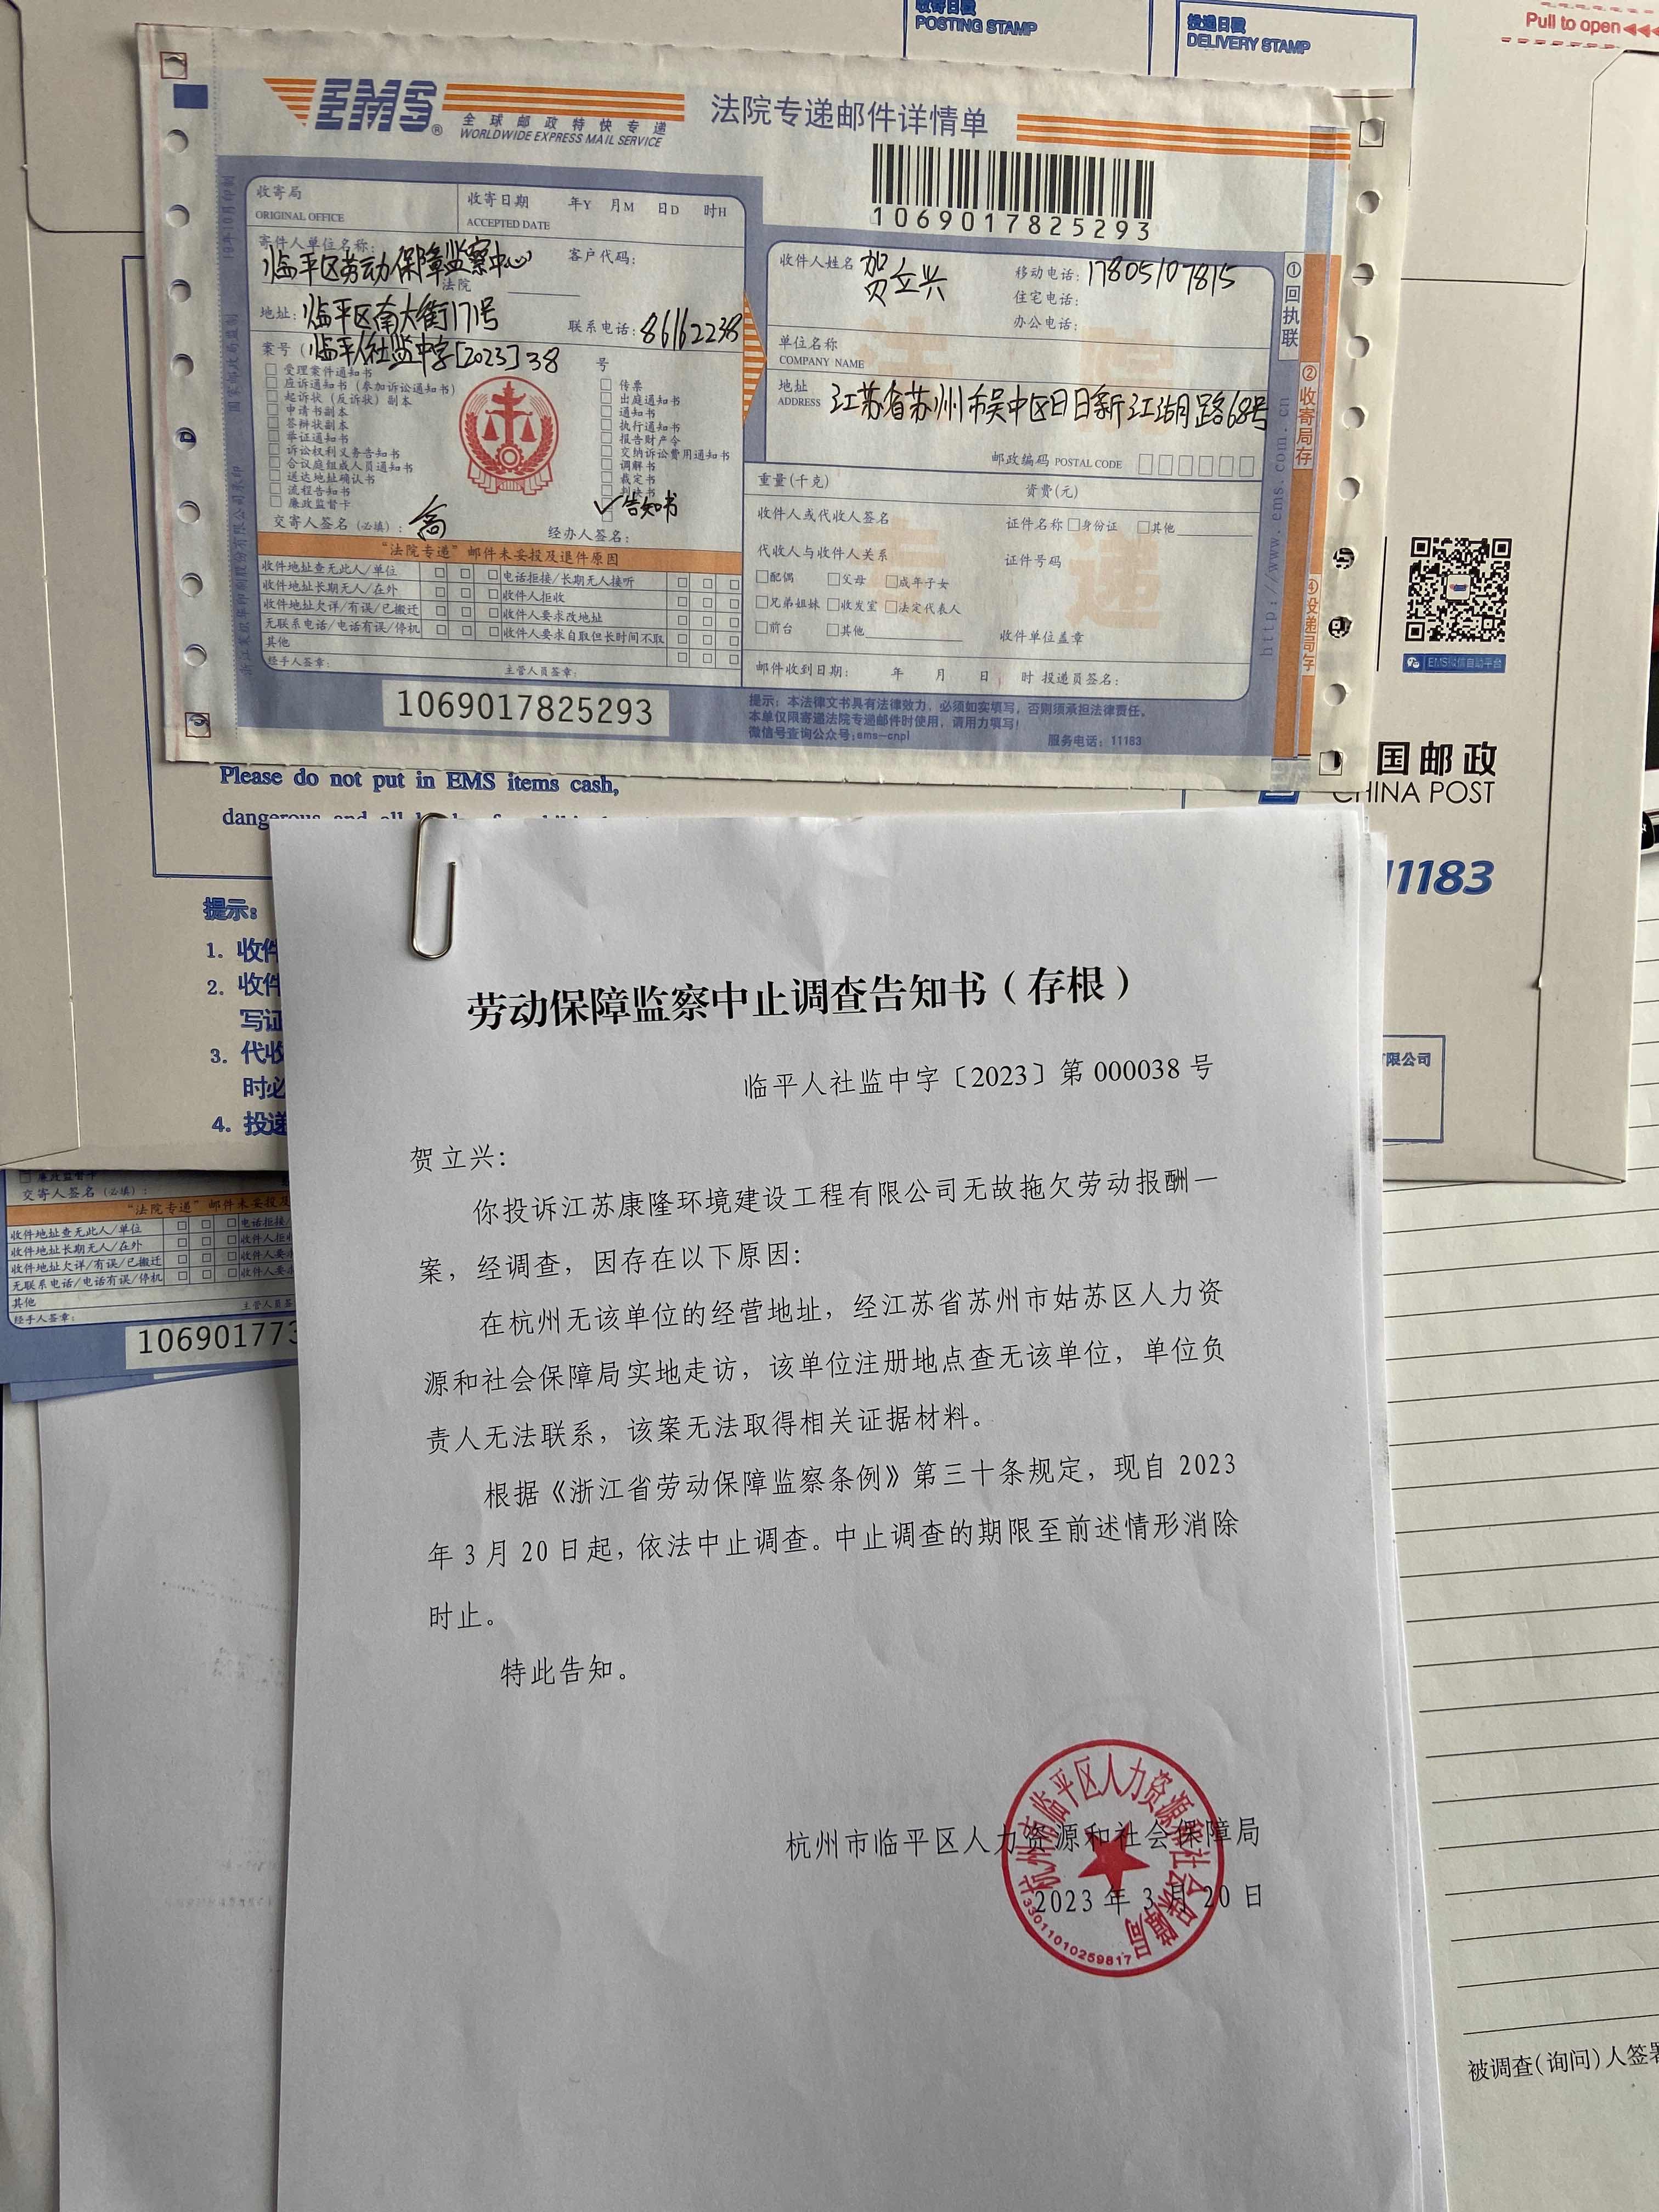 收寄日戳
POSTING STAMP
投递日戳
DELIVERY STAMP
Pull to open
EMS®
全球邮政特快专递
WORLDWIDE EXPRESS MAIL SERVICE
法院专递邮件详情单
1069017825293
收寄局
ORIGINAL OFFICE
收寄日期 年Y 月M 日D 时H
ACCEPTED DATE
寄件人单位名称:
临平区劳动保障监察中心
法院
客户代码:
地址: 临平区南大街171号
联系电话: 86162238
案号 ( 临平人社监中字[2023]38 号
受理案件通知书
应诉通知书 (参加诉讼通知书)
起诉状 (反诉状) 副本
申请书副本
答辩状副本
举证通知书
诉讼权利义务告知书
合议庭组成人员通知书
送达地址确认书
流程告知书
廉政监督卡
传票
出庭通知书
通知书
执行通知书
报告财产令
交纳诉讼费用通知书
调解书
裁定书
判决书
✓告知书
交寄人签名 (必填):
经办人签名:
"法院专递"邮件未妥投及退件原因
收件地址查无此人/单位 电话拒接/长期无人接听
收件地址长期无人/在外 收件人拒收
收件地址欠详/有误/已搬迁 收件人要求改地址
无联系电话/电话有误/停机 收件人要求自取但长时间不取
其他
经手人签章: 主管人员签章:
1069017825293
收件人姓名 贺立兴
移动电话: 17805107815
住宅电话:
办公电话:
单位名称
COMPANY NAME
地址
ADDRESS 江苏省苏州市吴中区日日新江湖月路68号
邮政编码 POSTAL CODE
重量(千克) 资费(元)
收件人或代收人签名 证件名称 身份证 其他
代收人与收件人关系 证件号码
配偶 父母 成年子女
兄弟姐妹 收发室 法定代表人
前台 其他 收件单位盖章
邮件收到日期: 年 月 日 时 投递员签名:
提示: 本法律文书具有法律效力,必须如实填写,否则须承担法律责任。
本单仅限寄递法院专递邮件时使用,请用力填写!
微信号查询公众号:ems-cnpl 服务电话: 11183
①回执联
②收寄局存
④投递局存
http://www.ems.com.cn
EMS微信自助平台
国邮政
CHINA POST
11183
限公司
Please do not put in EMS items cash,
提示:
1. 收件
2. 收件
写证
3. 代收
时必
4. 投递
廉政监督卡
交寄人签名 (必填):
"法院专递"邮件未妥投及
收件地址查无此人/单位
收件地址长期无人/在外
收件地址欠详/有误/已搬迁
无联系电话/电话有误/停机
其他
经手人签章:
106901773
劳动保障监察中止调查告知书(存根)
临平人社监中字〔2023〕第 000038 号
贺立兴:
你投诉江苏康隆环境建设工程有限公司无故拖欠劳动报酬一
案,经调查,因存在以下原因:
在杭州无该单位的经营地址,经江苏省苏州市姑苏区人力资
源和社会保障局实地走访,该单位注册地点查无该单位,单位负
责人无法联系,该案无法取得相关证据材料。
根据《浙江省劳动保障监察条例》第三十条规定,现自 2023
年 3 月 20 日起,依法中止调查。中止调查的期限至前述情形消除
时止。
特此告知。
杭州市临平区人力资源和社会保障局
2023 年 3 月 20 日
杭州市临平区人力资源和社会保障局
33011010259817
被调查(询问)人签署